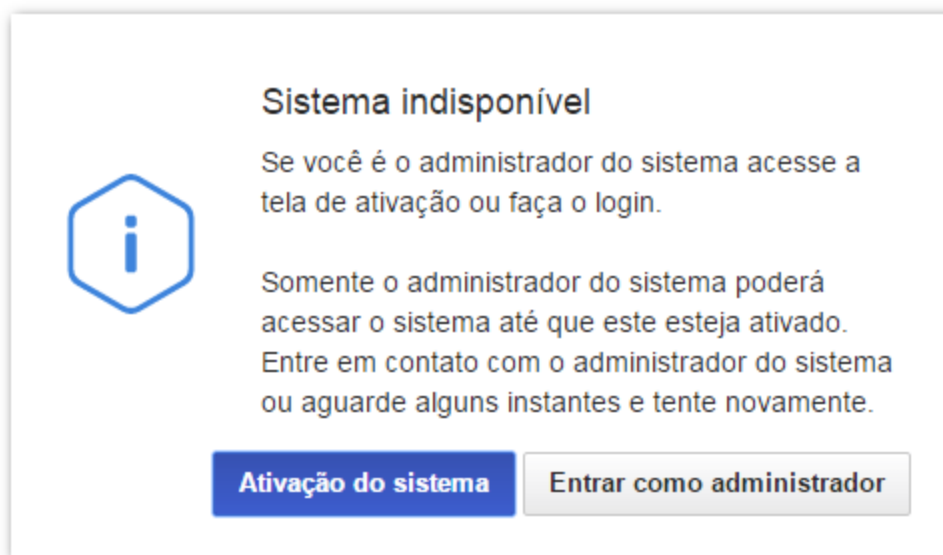 Sistema indisponível
Se você é o administrador do sistema acesse a
tela de ativação ou faça o login.
Somente o administrador do sistema poderá
acessar o sistema até que este esteja ativado.
Entre em contato com o administrador do sistema
ou aguarde alguns instantes e tente novamente.
Ativação do sistema
Entrar como administrador